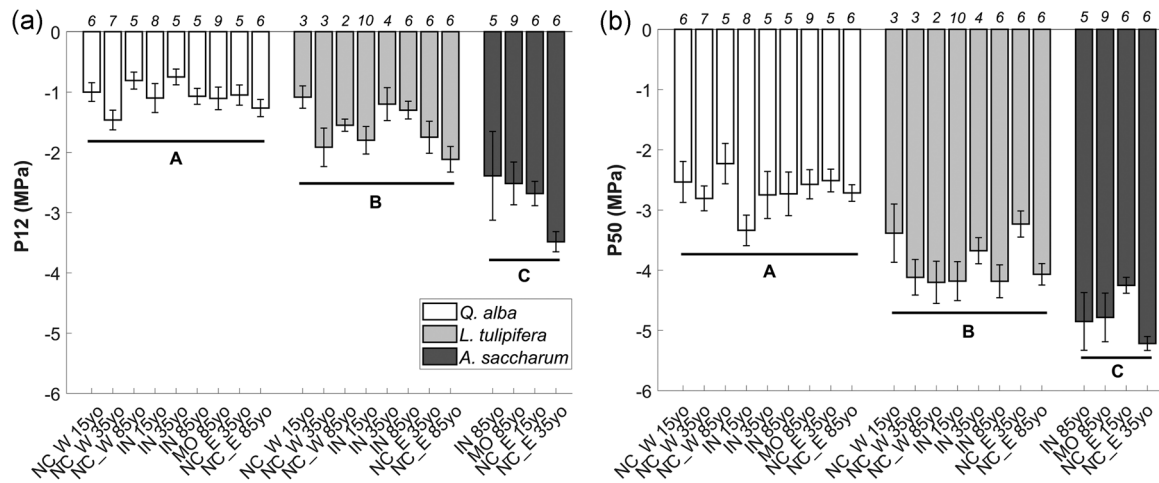 (a)
6 7 5 8 6 5 9 5 6 3 3 2 10 4 6 6 6 5 9 6 6
0
-1
-2
-3
-4
-5
-6
P12 (MPa)
A
B
C
Q. alba
L. tulipifera
A. saccharum
NC_W 15yo
NC_W 35yo
NC_W 85yo
IN 15yo
IN 35yo
IN 85yo
MO 85yo
NC_E 35yo
NC_E 85yo
NC_W 15yo
NC_W 35yo
NC_W 85yo
IN 15yo
IN 35yo
IN 85yo
NC_E 35yo
NC_E 85yo
IN 85yo
MO 85yo
NC_E 15yo
NC_E 35yo
(b)
6 7 5 8 6 5 9 5 6 3 3 2 10 4 6 6 6 5 9 6 6
0
-1
-2
-3
-4
-5
-6
P50 (MPa)
A
B
C
NC_W 15yo
NC_W 35yo
NC_W 85yo
IN 15yo
IN 35yo
IN 85yo
MO 85yo
NC_E 35yo
NC_E 85yo
NC_W 15yo
NC_W 35yo
NC_W 85yo
IN 15yo
IN 35yo
IN 85yo
NC_E 35yo
NC_E 85yo
IN 85yo
MO 85yo
NC_E 15yo
NC_E 35yo